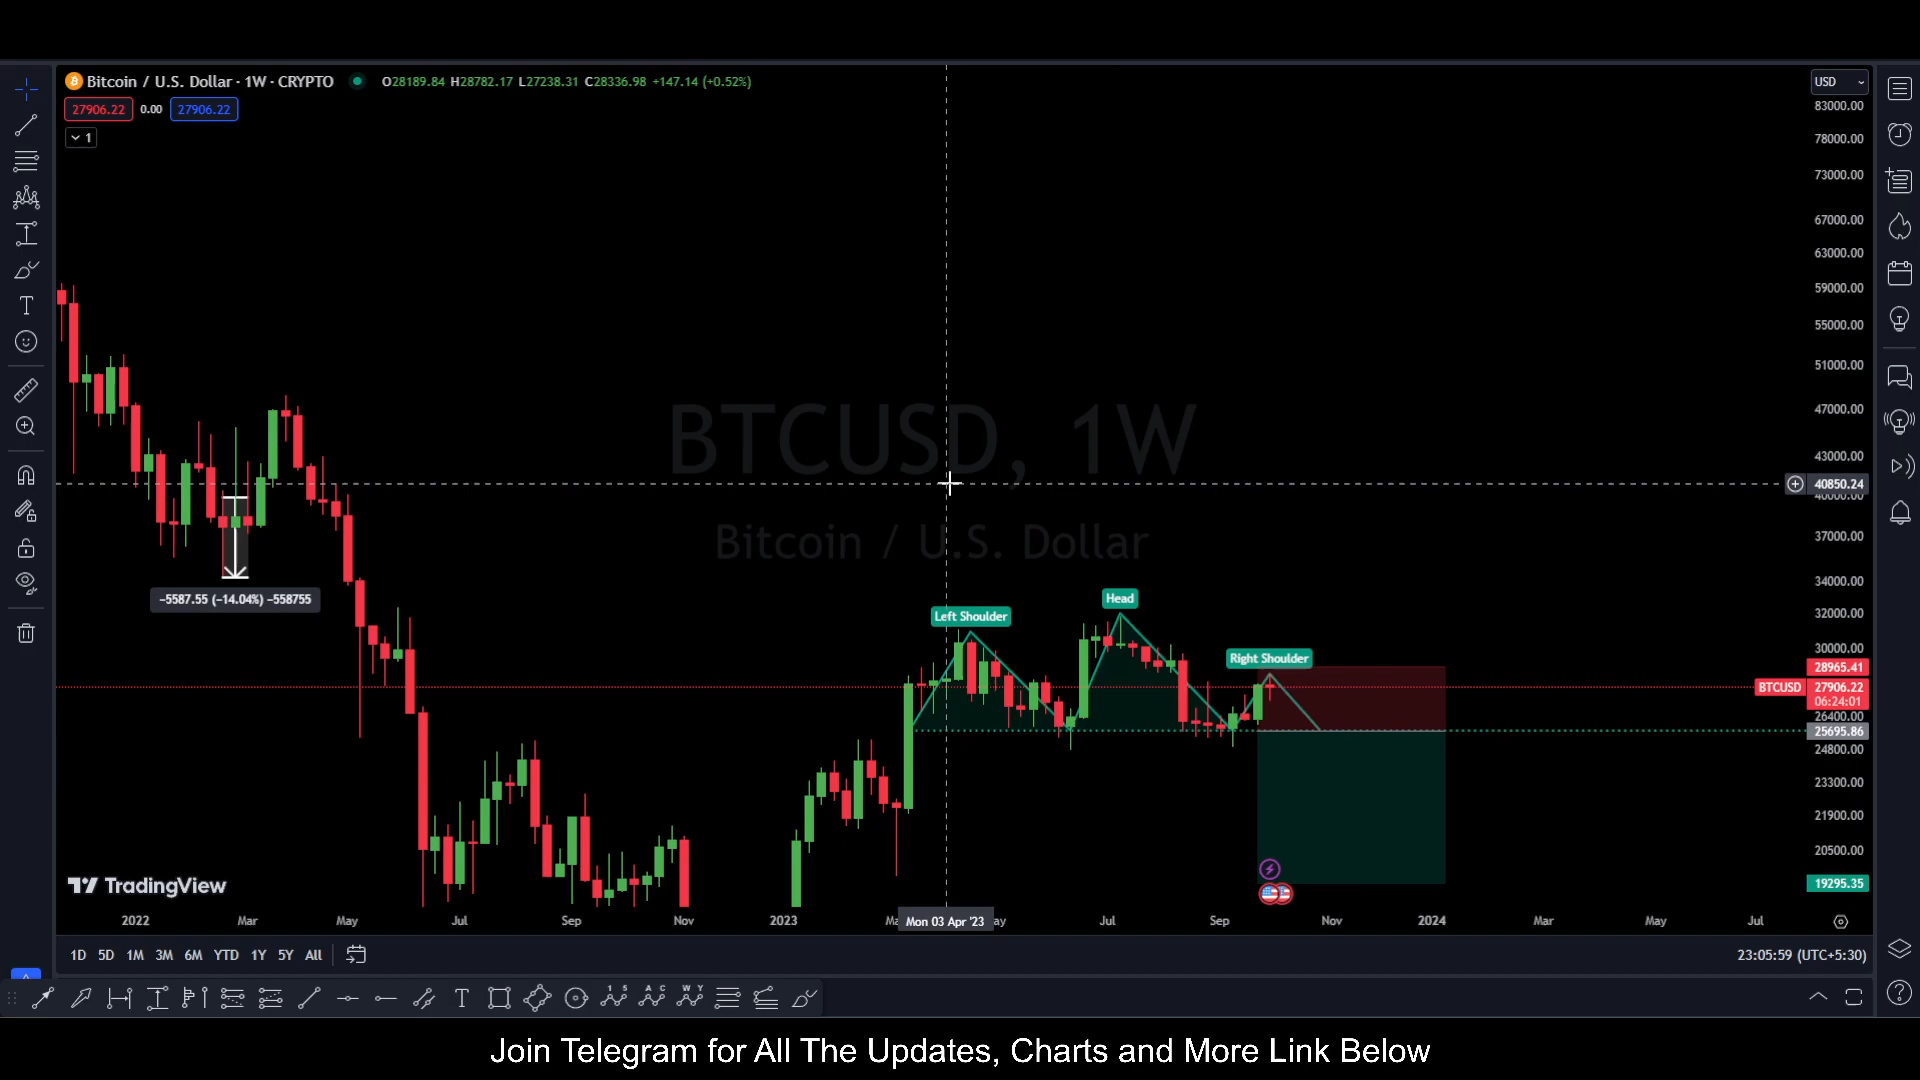 Bitcoin / U.S. Dollar · 1W · CRYPTO O28189.84 H28782.17 L27238.31 C28336.98 +147.14 (+0.52%)
USD
27906.22 0.00 27906.22
1
83000.00
78000.00
73000.00
67000.00
63000.00
59000.00
55000.00
51000.00
47000.00
43000.00
40850.24
40000.00
37000.00
34000.00
32000.00
30000.00
28965.41
BTCUSD 27906.22
06:24:01
26400.00
25695.86
24800.00
23300.00
21900.00
20500.00
19295.35
BTCUSD, 1W
Bitcoin / U.S. Dollar
−5587.55 (−14.04%) −558755
Left Shoulder
Head
Right Shoulder
TradingView
2022 Mar May Jul Sep Nov 2023 Mon 03 Apr '23 Jul Sep Nov 2024 Mar May Jul
1D 5D 1M 3M 6M YTD 1Y 5Y All
23:05:59 (UTC+5:30)
Join Telegram for All The Updates, Charts and More Link Below